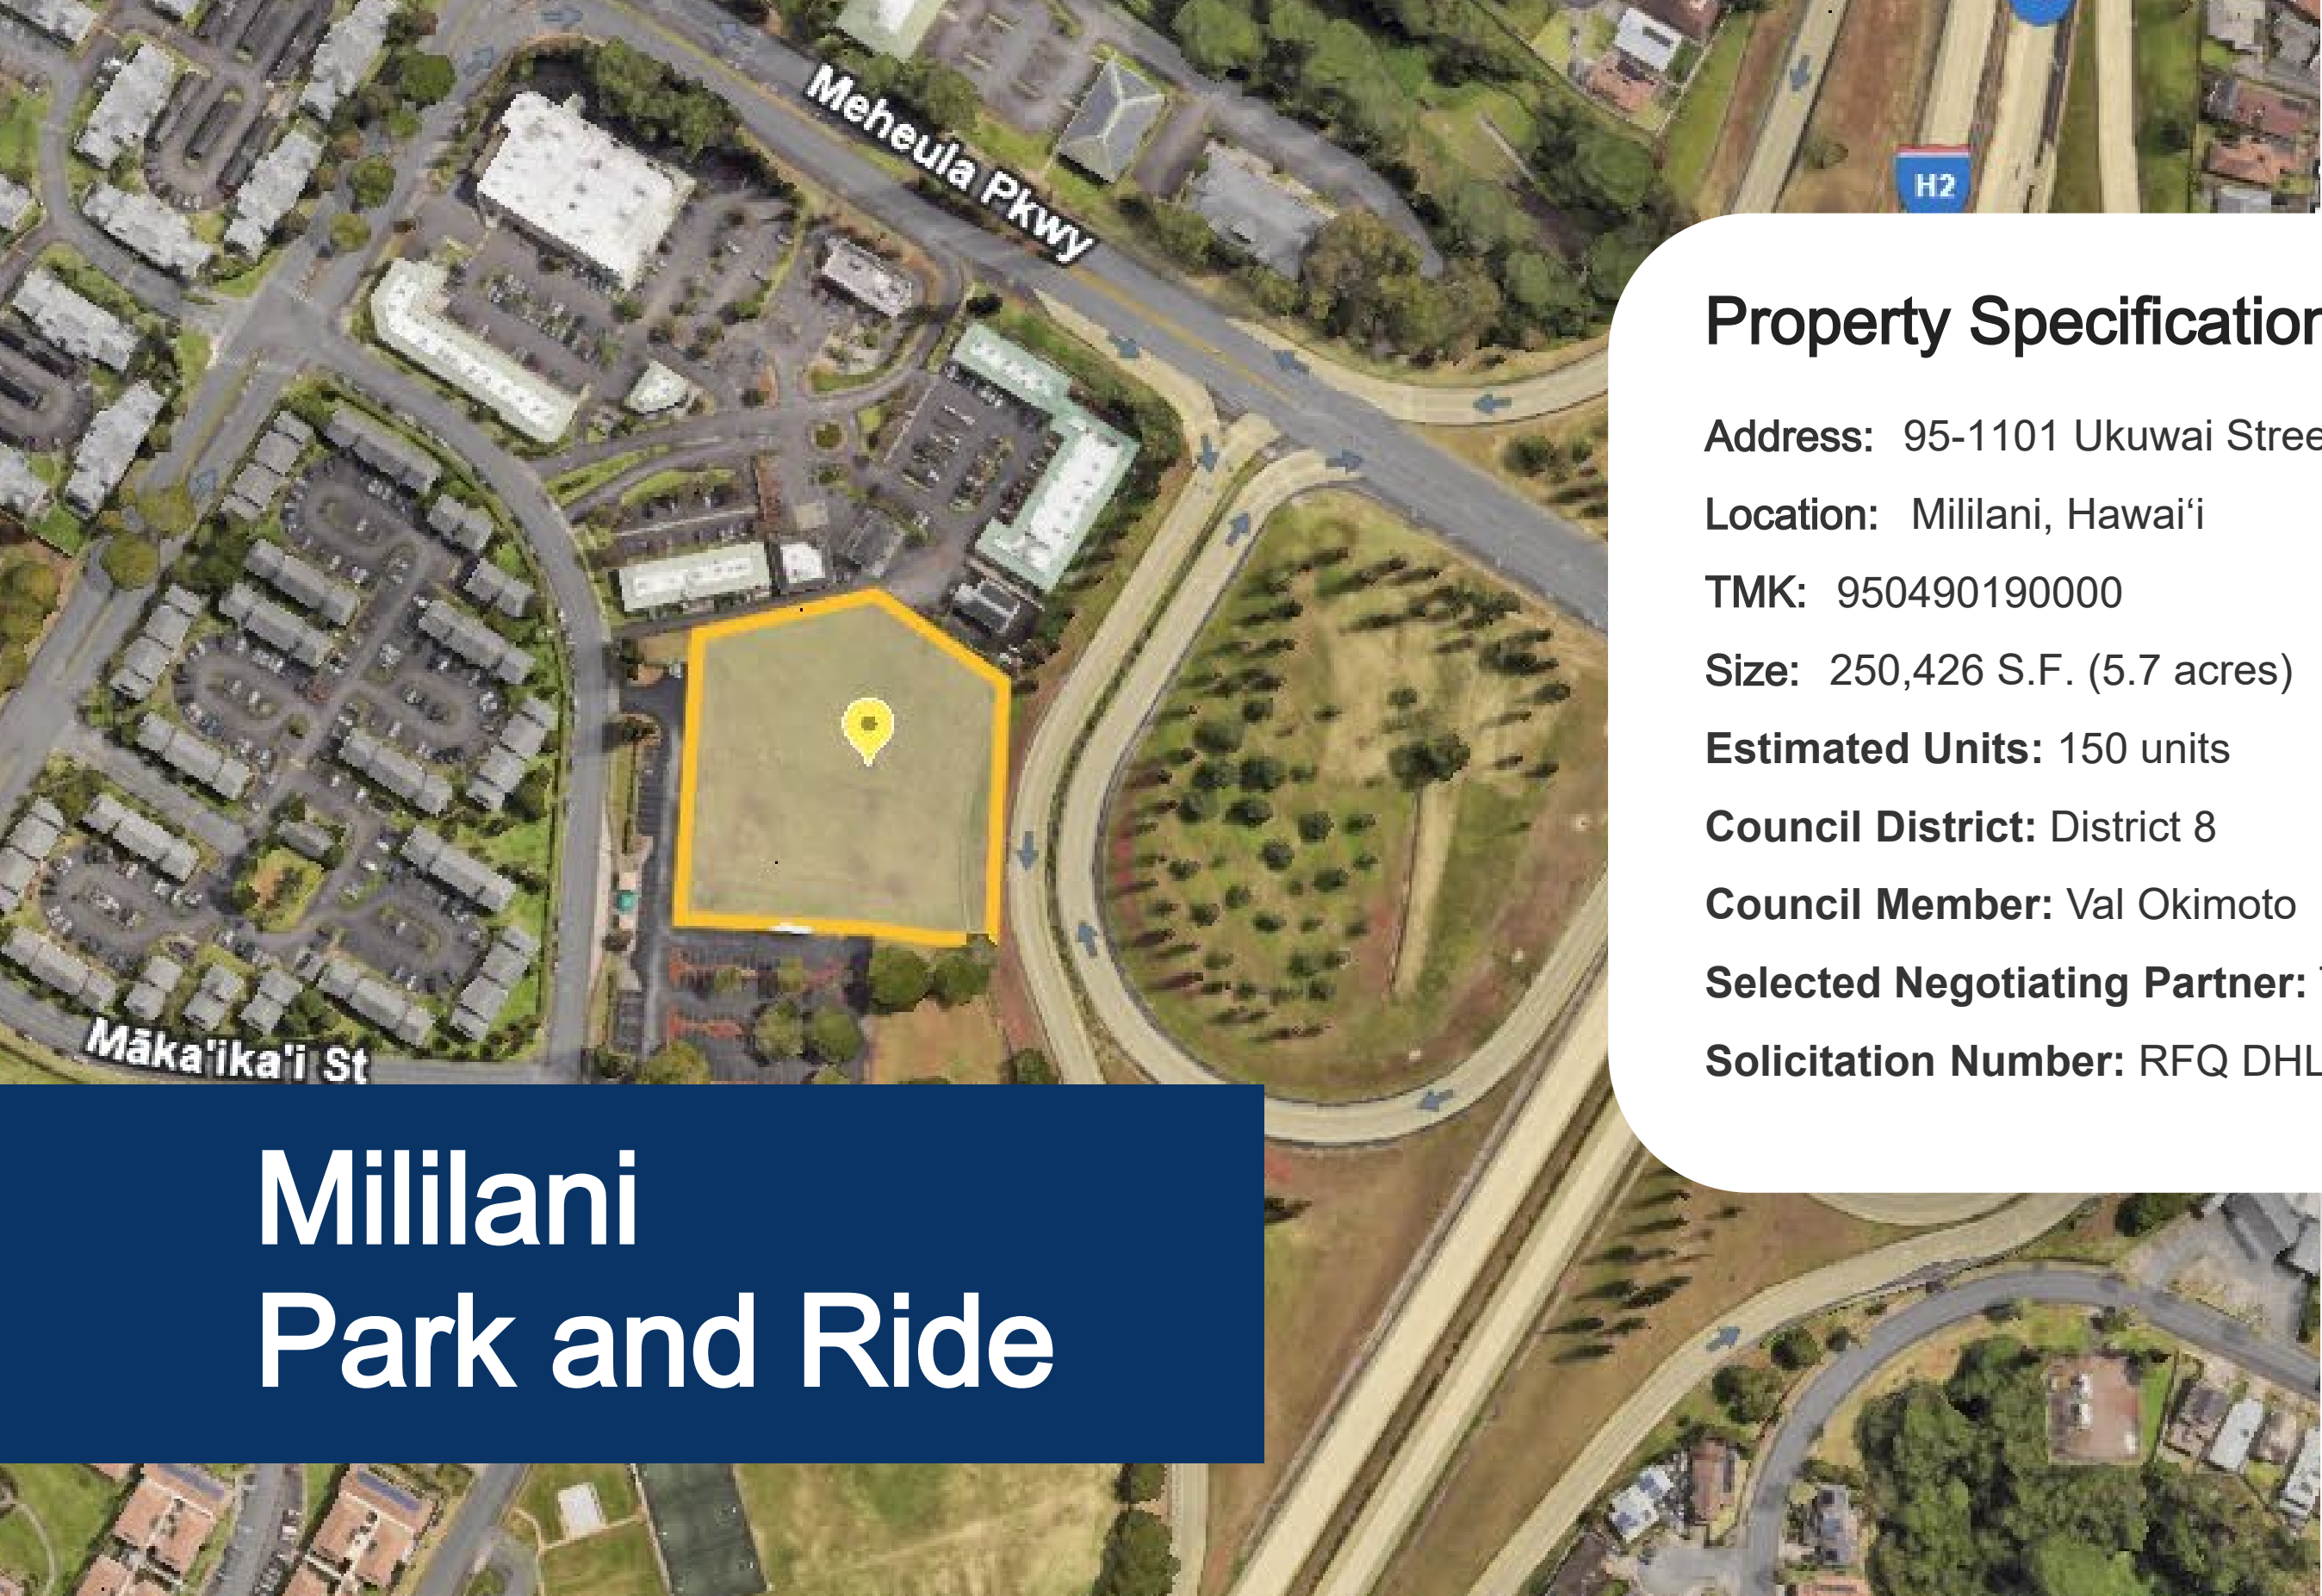 Meheula Pkwy
H2
Property Specification
Address: 95-1101 Ukuwai Stree
Location: Mililani, Hawai‘i
TMK: 950490190000
Size: 250,426 S.F. (5.7 acres)
Estimated Units: 150 units
Council District: District 8
Council Member: Val Okimoto
Selected Negotiating Partner:
Solicitation Number: RFQ DHL
Māka'ika'i St
Mililani
Park and Ride